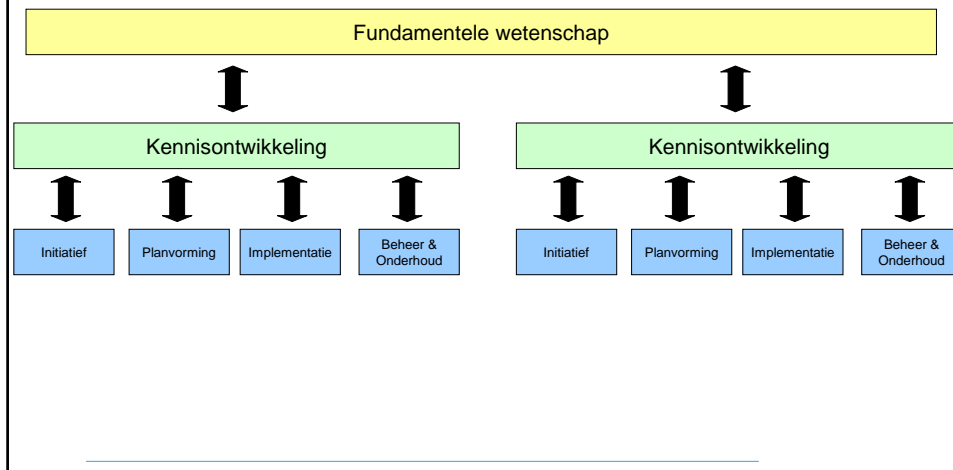 Fundamentele wetenschap
Kennisontwikkeling
Kennisontwikkeling
Initiatief
Planvorming
Implementatie
Beheer &
Onderhoud
Initiatief
Planvorming
Implementatie
Beheer &
Onderhoud